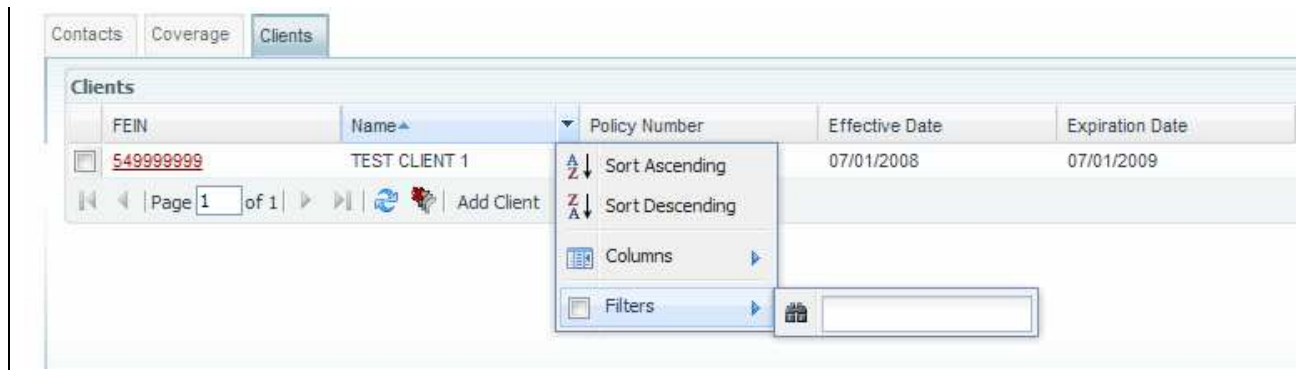 Contacts Coverage Clients
Clients
FEIN Name Policy Number Effective Date Expiration Date
549999999 TEST CLIENT 1 07/01/2008 07/01/2009
Page 1 of 1 Add Client
Sort Ascending
Sort Descending
Columns
Filters